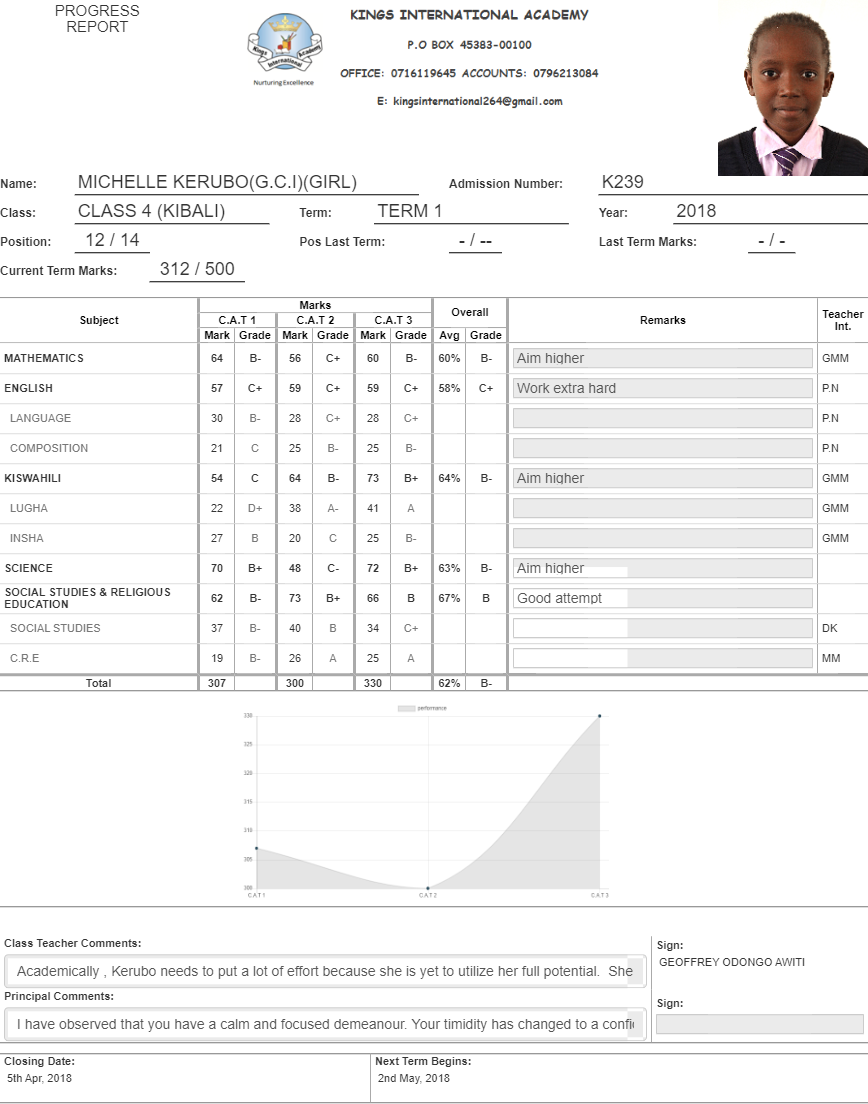 PROGRESS
REPORT
KINGS INTERNATIONAL ACADEMY
P.O BOX 45383-00100
OFFICE: 0716119645 ACCOUNTS: 0796213084
E: kingsinternational264@gmail.com
Kings Academy
International
Nurturing Excellence
Name: MICHELLE KERUBO(G.C.I)(GIRL) Admission Number: K239
Class: CLASS 4 (KIBALI) Term: TERM 1 Year: 2018
Position: 12 / 14 Pos Last Term: - / -- Last Term Marks: - / -
Current Term Marks: 312 / 500
Subject Marks Overall Remarks Teacher Int.
C.A.T 1 C.A.T 2 C.A.T 3
Mark Grade Mark Grade Mark Grade Avg Grade
MATHEMATICS 64 B- 56 C+ 60 B- 60% B- Aim higher GMM
ENGLISH 57 C+ 59 C+ 59 C+ 58% C+ Work extra hard P.N
LANGUAGE 30 B- 28 C+ 28 C+ P.N
COMPOSITION 21 C 25 B- 25 B- P.N
KISWAHILI 54 C 64 B- 73 B+ 64% B- Aim higher GMM
LUGHA 22 D+ 38 A- 41 A GMM
INSHA 27 B 20 C 25 B- GMM
SCIENCE 70 B+ 48 C- 72 B+ 63% B- Aim higher
SOCIAL STUDIES & RELIGIOUS
EDUCATION 62 B- 73 B+ 66 B 67% B Good attempt
SOCIAL STUDIES 37 B- 40 B 34 C+ DK
C.R.E 19 B- 26 A 25 A MM
Total 307 300 330 62% B-
performance
330
325
320
315
310
305
300
CAT1 CAT2 CAT3
Class Teacher Comments:
Academically , Kerubo needs to put a lot of effort because she is yet to utilize her full potential. She
Sign:
GEOFFREY ODONGO AWITI
Principal Comments:
I have observed that you have a calm and focused demeanour. Your timidity has changed to a confi
Sign:
Closing Date: Next Term Begins:
5th Apr, 2018 2nd May, 2018